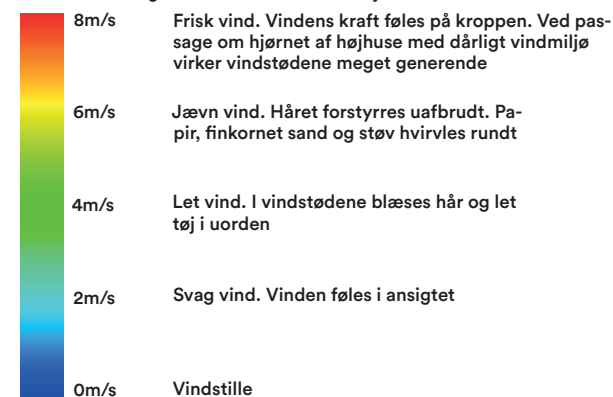 8m/s Frisk vind. Vindens kraft føles på kroppen. Ved pas-
sage om hjørnet af højhuse med dårligt vindmiljø
virker vindstødene meget generende
6m/s Jævn vind. Håret forstyrres uafbrudt. Pa-
pir, finkornet sand og støv hvirvles rundt
4m/s Let vind. I vindstødene blæses hår og let
tøj i uorden
2m/s Svag vind. Vinden føles i ansigtet
0m/s Vindstille